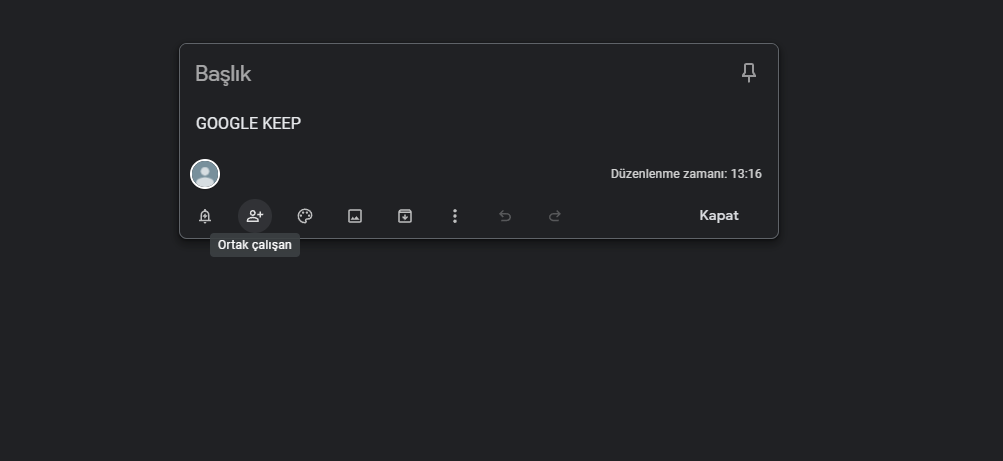 Başlık
GOOGLE KEEP
Düzenlenme zamanı: 13:16
Kapat
Ortak çalışan